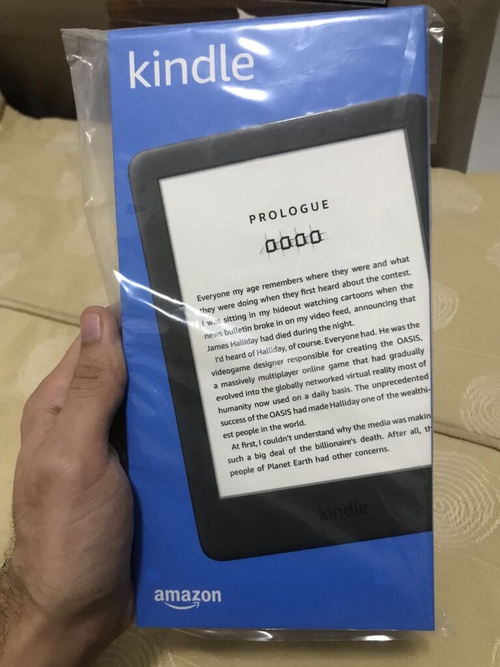 kindle
PROLOGUE
0000
Everyone my age remembers where they were and what
they were doing when they first heard about the contest.
I was sitting in my hideout watching cartoons when the
news bulletin broke in on my video feed, announcing that
James Halliday had died during the night.
I'd heard of Halliday, of course. Everyone had. He was the
videogame designer responsible for creating the OASIS,
a massively multiplayer online game that had gradually
evolved into the globally networked virtual reality most of
humanity now used on a daily basis. The unprecedented
success of the OASIS had made Halliday one of the wealthi-
est people in the world.
At first, I couldn't understand why the media was makin
such a big deal of the billionaire's death. After all, th
people of Planet Earth had other concerns.
kindle
amazon